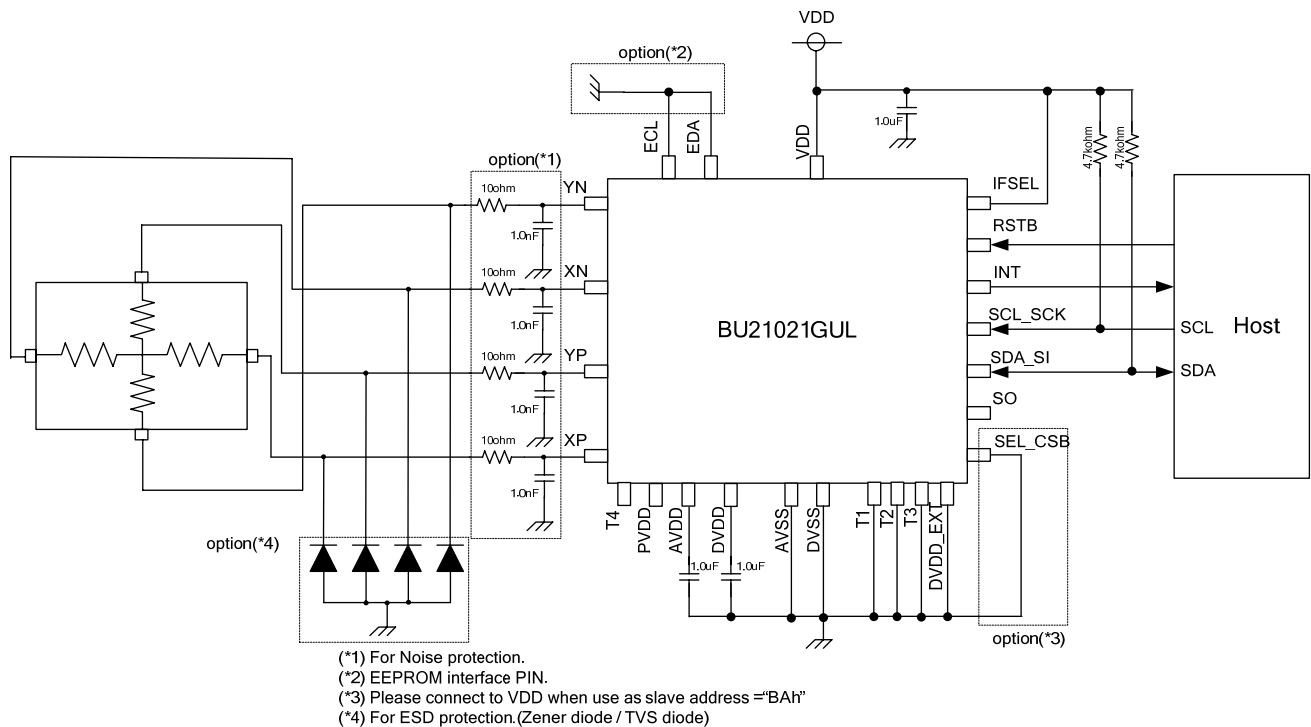 VDD
option(*2)
ECL
EDA
VDD
1.0uF
4.7kohm
4.7kohm
option(*1)
10ohm
YN
1.0nF
10ohm
XN
1.0nF
10ohm
YP
1.0nF
10ohm
XP
1.0nF
BU21021GUL
IFSEL
RSTB
INT
SCL_SCK
SCL
Host
SDA_SI
SDA
SO
SEL_CSB
T4
PVDD
AVDD
DVDD
AVSS
DVSS
T1
T2
T3
DVDD_EXT
option(*4)
1.0uF
1.0uF
option(*3)
(*1) For Noise protection.
(*2) EEPROM interface PIN.
(*3) Please connect to VDD when use as slave address ="BAh"
(*4) For ESD protection.(Zener diode / TVS diode)